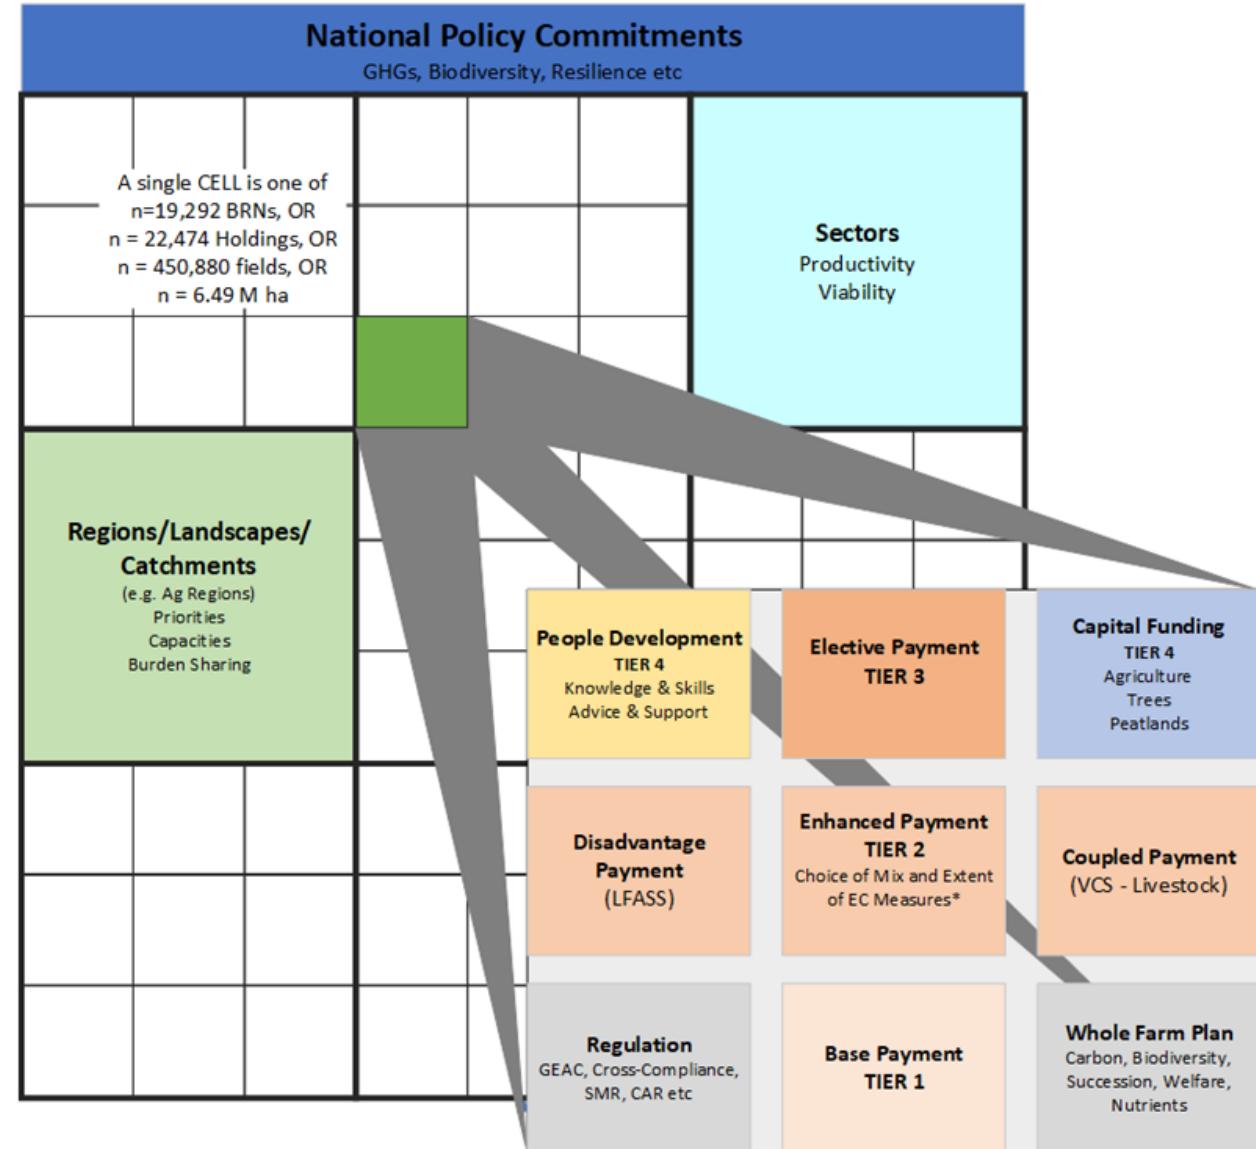 National Policy Commitments
GHGs, Biodiversity, Resilience etc
A single CELL is one of
n=19,292 BRNs, OR
n = 22,474 Holdings, OR
n = 450,880 fields, OR
n = 6.49 M ha
Sectors
Productivity
Viability
Regions/Landscapes/
Catchments
(e.g. Ag Regions)
Priorities
Capacities
Burden Sharing
People Development
TIER 4
Knowledge & Skills
Advice & Support
Elective Payment
TIER 3
Capital Funding
TIER 4
Agriculture
Trees
Peatlands
Disadvantage
Payment
(LFASS)
Enhanced Payment
TIER 2
Choice of Mix and Extent
of EC Measures*
Coupled Payment
(VCS - Livestock)
Regulation
GEAC, Cross-Compliance,
SMR, CAR etc
Base Payment
TIER 1
Whole Farm Plan
Carbon, Biodiversity,
Succession, Welfare,
Nutrients